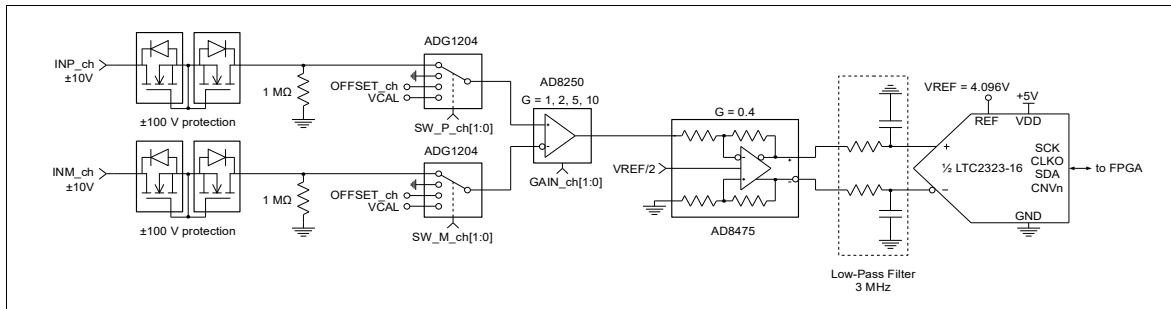 INP_ch
±10V
±100 V protection
1 MΩ
ADG1204
OFFSET_ch
VCAL
SW_P_ch[1:0]
INM_ch
±10V
±100 V protection
1 MΩ
ADG1204
OFFSET_ch
VCAL
SW_M_ch[1:0]
AD8250
G = 1, 2, 5, 10
+
-
GAIN_ch[1:0]
G = 0.4
VREF/2
-
+
+
-
AD8475
Low-Pass Filter
3 MHz
VREF = 4.096V
+5V
REF
VDD
+
½ LTC2323-16
−
SCK
CLKO
SDA
CNVn
GND
to FPGA